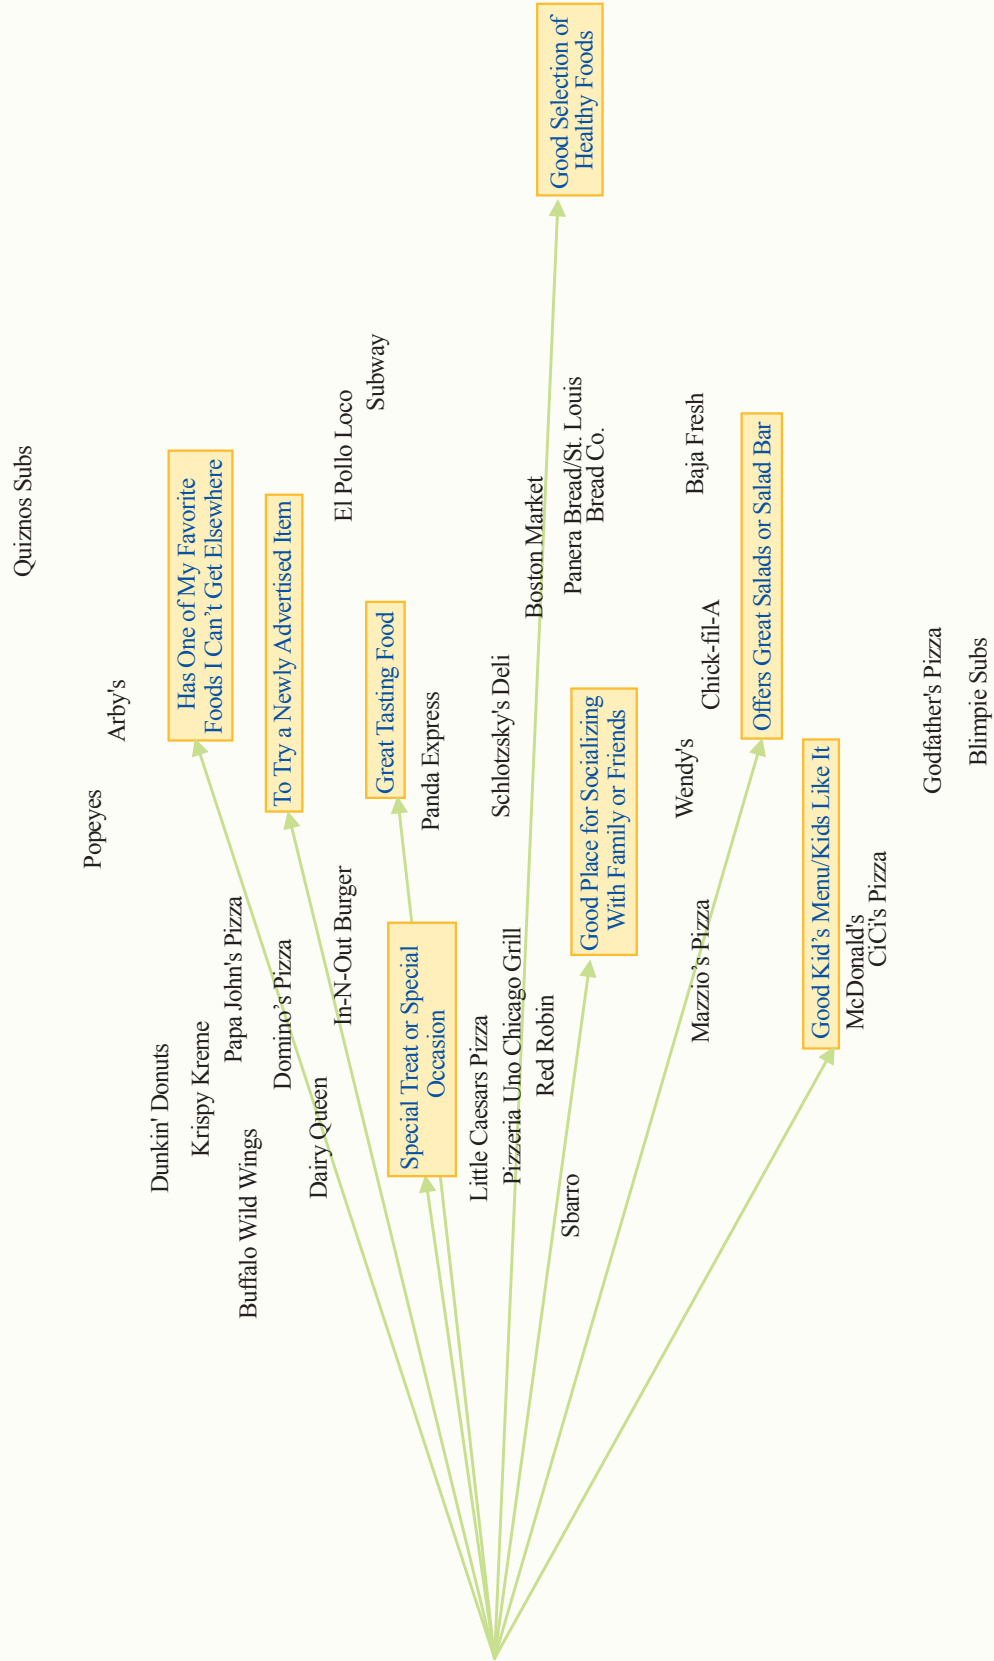 Quiznos Subs
Popeyes
Arby's
Dunkin' Donuts
Krispy Kreme
Has One of My Favorite
Foods I Can’t Get Elsewhere
Papa John's Pizza
Buffalo Wild Wings
Domino’s Pizza
To Try a Newly Advertised Item
Dairy Queen
In-N-Out Burger
El Pollo Loco
Subway
Great Tasting Food
Special Treat or Special
Occasion
Panda Express
Little Caesars Pizza
Schlotzsky's Deli
Pizzeria Uno Chicago Grill
Boston Market
Red Robin
Good Selection of
Healthy Foods
Sbarro
Panera Bread/St. Louis
Bread Co.
Good Place for Socializing
With Family or Friends
Wendy's
Baja Fresh
Mazzio’s Pizza
Chick-fil-A
Offers Great Salads or Salad Bar
Good Kid’s Menu/Kids Like It
McDonald's
CiCi's Pizza
Godfather's Pizza
Blimpie Subs